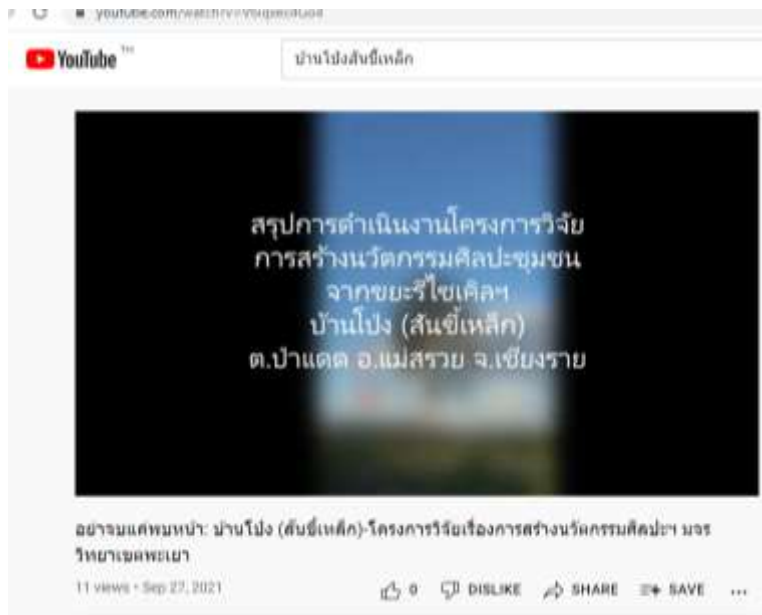 YouTube TH
บ้านโป่งสันขี้เหล็ก
สรุปการดำเนินงานโครงการวิจัย
การสร้างนวัตกรรมศิลปะชุมชน
จากขยะรีไซเคิลฯ
บ้านโป่ง (สันขี้เหล็ก)
ต.ป่าแดด อ.แม่สรวย จ.เชียงราย
อย่าจมแค่พบหน้า: บ้านโป่ง (สันขี้เหล็ก)-โครงการวิจัยเรื่องการสร้างนวัตกรรมศิลปะฯ มจร
วิทยาเขตพะเยา
11 views • Sep 27, 2021
0 DISLIKE SHARE SAVE